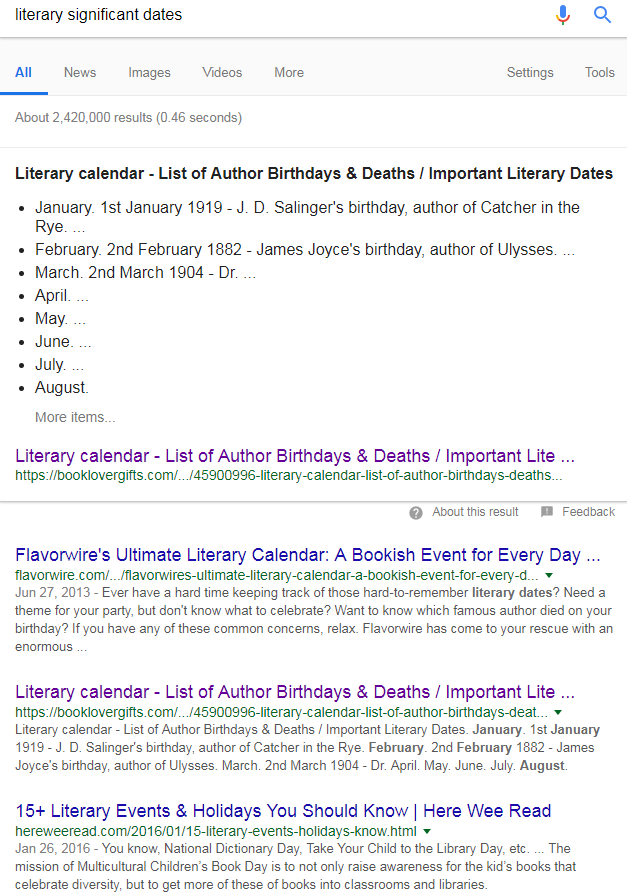 literary significant dates
All News Images Videos More Settings Tools
About 2,420,000 results (0.46 seconds)
Literary calendar - List of Author Birthdays & Deaths / Important Literary Dates
• January. 1st January 1919 - J. D. Salinger's birthday, author of Catcher in the
Rye. ...
• February. 2nd February 1882 - James Joyce's birthday, author of Ulysses. ...
• March. 2nd March 1904 - Dr. ...
• April. ...
• May. ...
• June. ...
• July. ...
• August.
More items...
Literary calendar - List of Author Birthdays & Deaths / Important Lite ...
https://booklovergifts.com/.../45900996-literary-calendar-list-of-author-birthdays-deaths...
About this result Feedback
Flavorwire's Ultimate Literary Calendar: A Bookish Event for Every Day ...
flavorwire.com/.../flavorwires-ultimate-literary-calendar-a-bookish-event-for-every-d...
Jun 27, 2013 - Ever have a hard time keeping track of those hard-to-remember literary dates? Need a
theme for your party, but don't know what to celebrate? Want to know which famous author died on your
birthday? If you have any of these common concerns, relax. Flavorwire has come to your rescue with an
enormous ...
Literary calendar - List of Author Birthdays & Deaths / Important Lite ...
https://booklovergifts.com/.../45900996-literary-calendar-list-of-author-birthdays-deat...
Literary calendar - List of Author Birthdays & Deaths / Important Literary Dates. January. 1st January
1919 - J. D. Salinger's birthday, author of Catcher in the Rye. February. 2nd February 1882 - James
Joyce's birthday, author of Ulysses. March. 2nd March 1904 - Dr. April. May. June. July. August.
15+ Literary Events & Holidays You Should Know | Here Wee Read
hereweeread.com/2016/01/15-literary-events-holidays-know.html
Jan 26, 2016 - You know, National Dictionary Day, Take Your Child to the Library Day, etc. ... The
mission of Multicultural Children's Book Day is to not only raise awareness for the kid's books that
celebrate diversity, but to get more of these of books into classrooms and libraries.